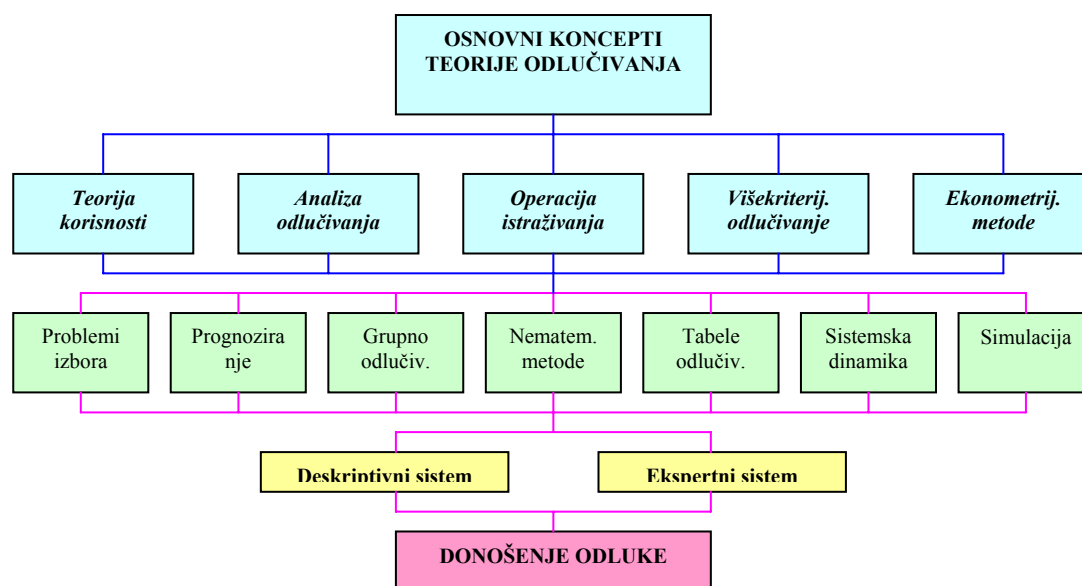 OSNOVNI KONCEPTI
TEORIJE ODLUČIVANJA
Teorija
korisnosti
Analiza
odlučivanja
Operacija
istraživanja
Višekriterij.
odlučivanje
Ekonometrij.
metode
Problemi
izbora
Prognozira
nje
Grupno
odlučiv.
Nematem.
metode
Tabele
odlučiv.
Sistemska
dinamika
Simulacija
Deskriptivni sistem
Ekspertni sistem
DONOŠENJE ODLUKE